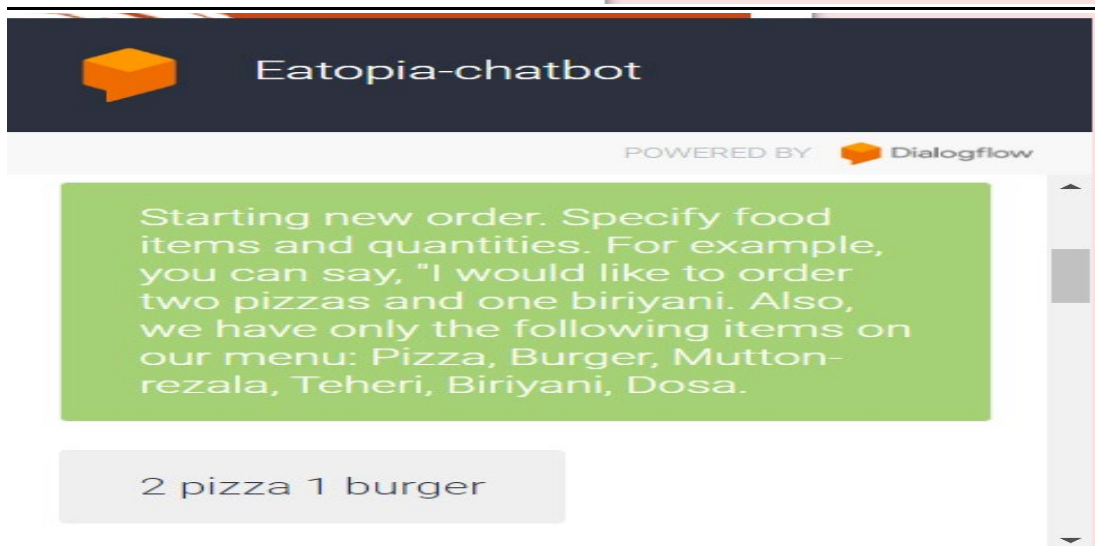 Eatopia-chatbot
POWERED BY Dialogflow
Starting new order. Specify food
items and quantities. For example,
you can say, "I would like to order
two pizzas and one biriyani. Also,
we have only the following items on
our menu: Pizza, Burger, Mutton-
rezala, Teheri, Biriyani, Dosa.
2 pizza 1 burger